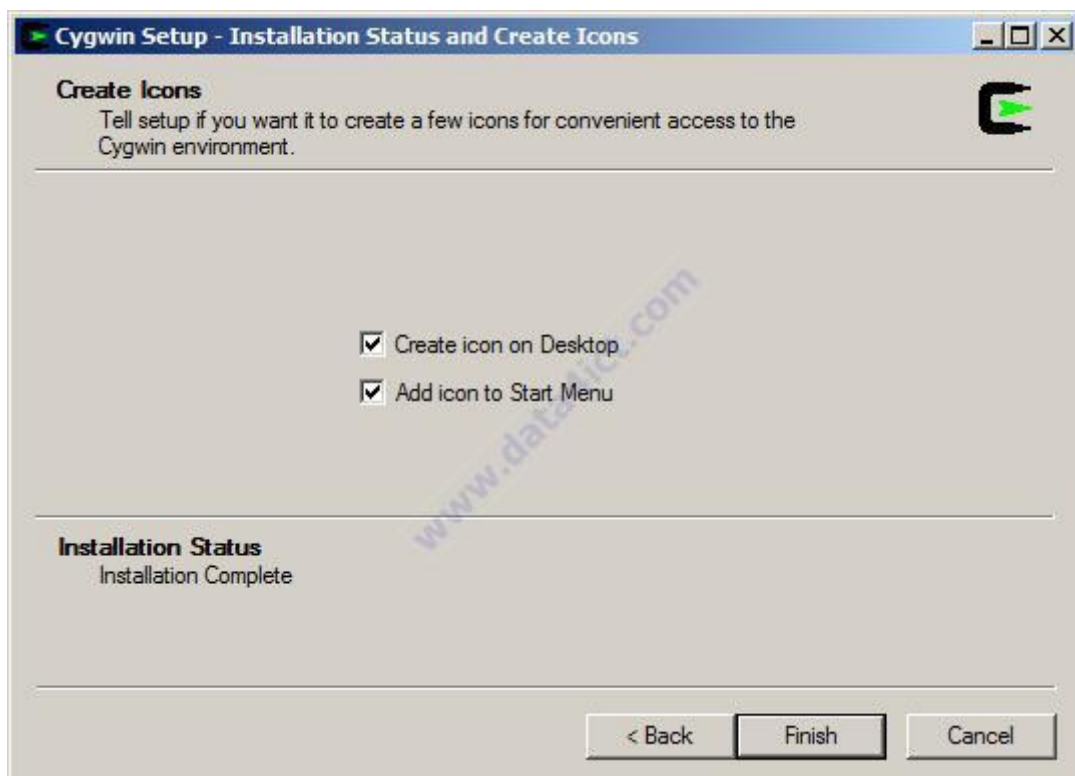 Cygwin Setup - Installation Status and Create Icons
Create Icons
Tell setup if you want it to create a few icons for convenient access to the
Cygwin environment.
Create icon on Desktop
Add icon to Start Menu
www.data4ict.com
Installation Status
Installation Complete
< Back
Finish
Cancel